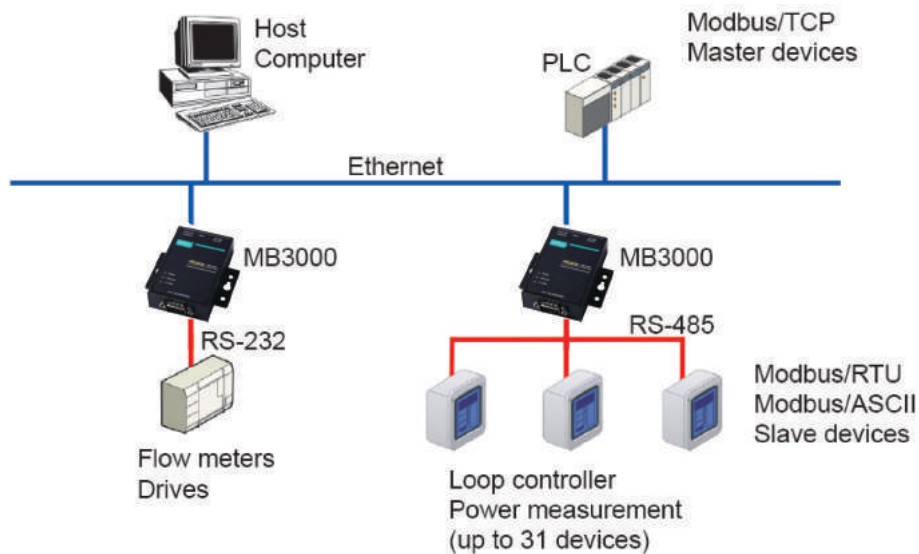 Host
Computer
PLC
Modbus/TCP
Master devices
Ethernet
MB3000
MB3000
RS-232
RS-485
Flow meters
Drives
Loop controller
Power measurement
(up to 31 devices)
Modbus/RTU
Modbus/ASCII
Slave devices